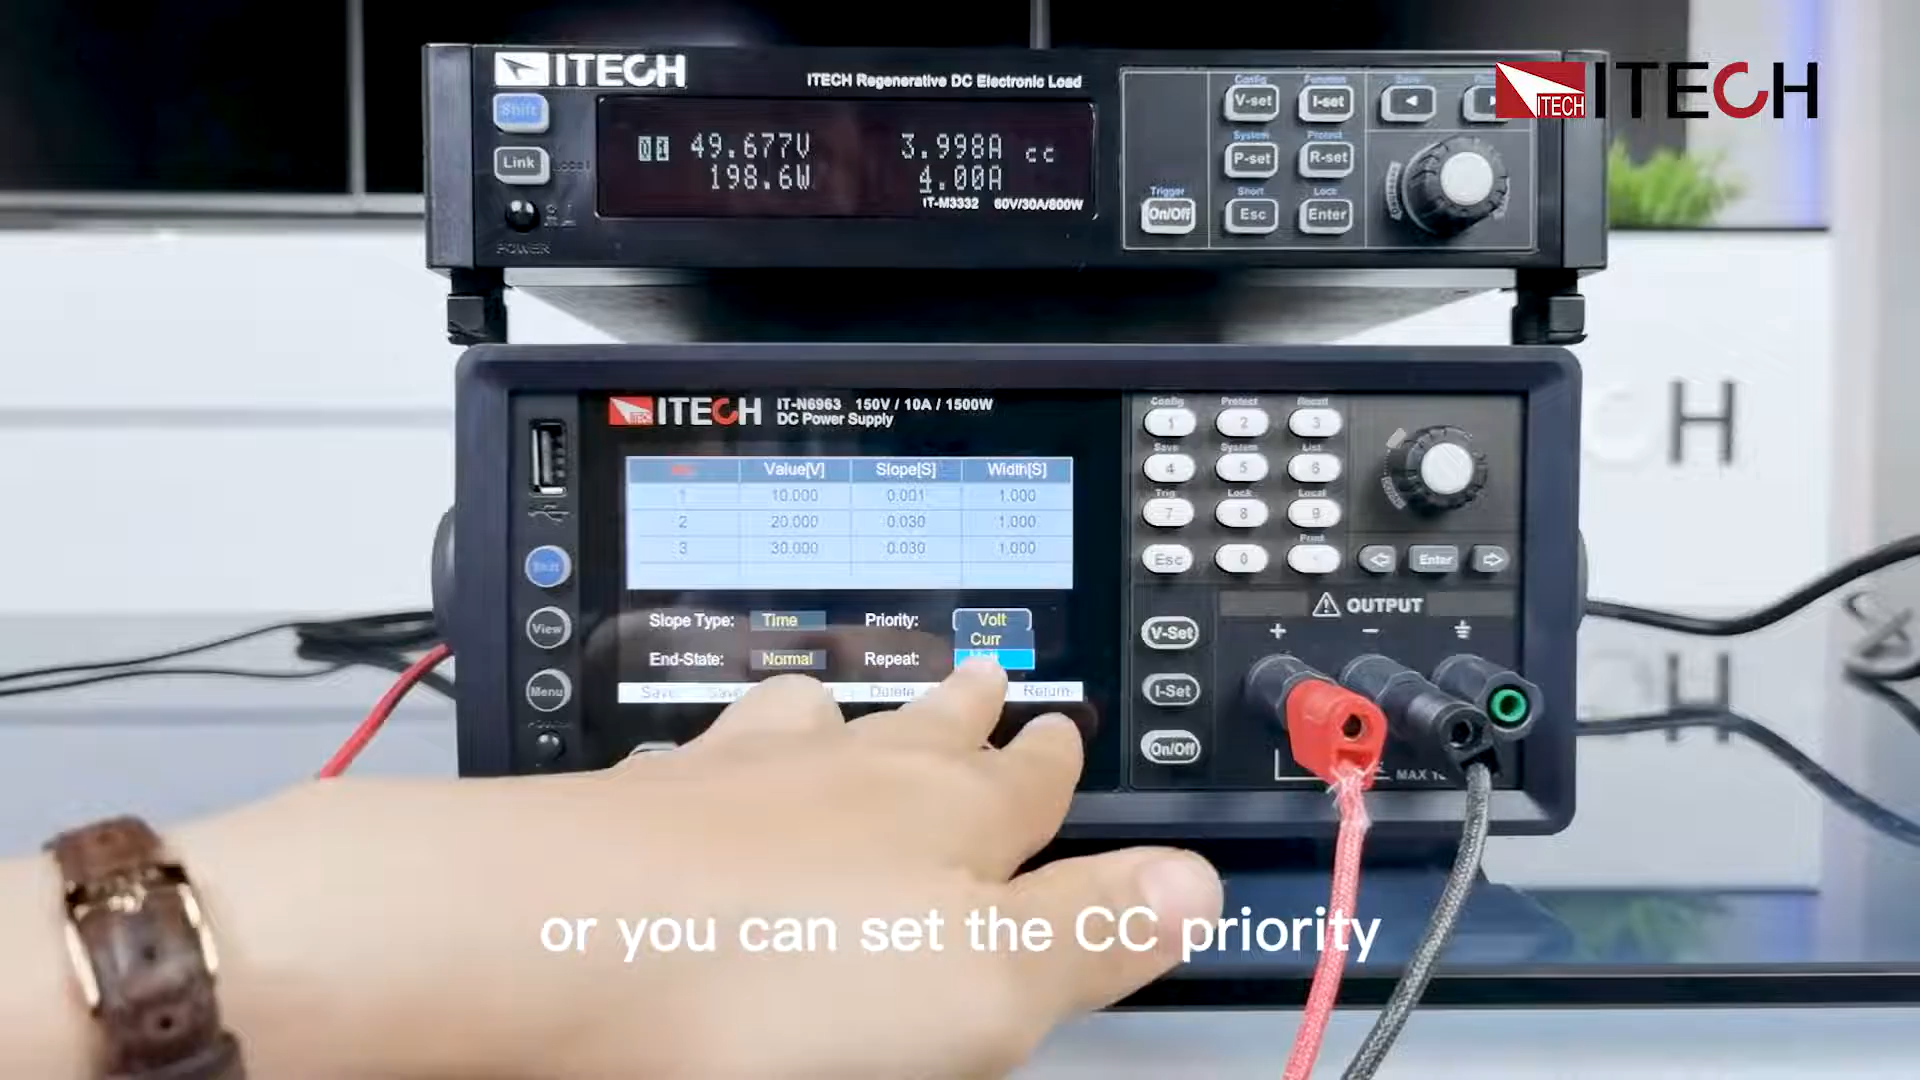 ITECH
ITECH Regenerative DC Electronic Load
ITECH
ITECH
Shift
Link
Local
POWER
01 49.677V 3.998A cc
198.6W 4.00A
IT-M3332 60V/30A/800W
Config
Function
V-set
I-set
System
Protect
P-set
R-set
Trigger
Short
Lock
On/Off
Esc
Enter
ITECH IT-N6963 150V / 10A / 1500W
DC Power Supply
Value[V] Slope[S] Width[S]
1 10.000 0.001 1.000
2 20.000 0.030 1.000
3 30.000 0.030 1.000
Slope Type: Time Priority: Volt
Curr
End-State: Normal Repeat:
Save Delete Return
Shift
View
Menu
Config Protect Recall
1 2 3
Save System List
4 5 6
Trig Lock Local
7 8 9
Print
Esc 0 Enter
V-Set
I-Set
On/Off
OUTPUT
+ −
H
H
or you can set the CC priority